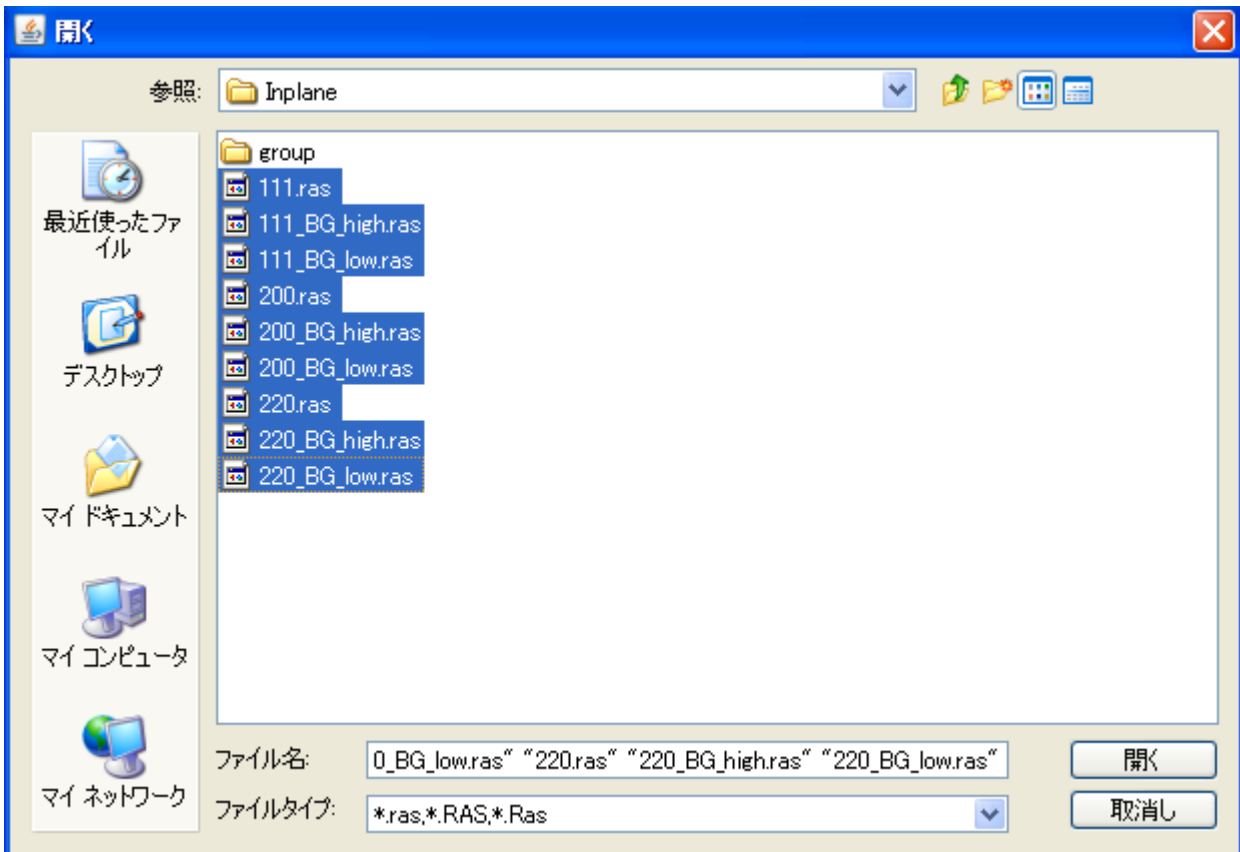 開く
参照:
Inplane
group
111.ras
111_BG_high.ras
111_BG_low.ras
200.ras
200_BG_high.ras
200_BG_low.ras
220.ras
220_BG_high.ras
220_BG_low.ras
最近使ったファ
イル
デスクトップ
マイ ドキュメント
マイ コンピュータ
マイ ネットワーク
ファイル名:
0_BG_low.ras" "220.ras" "220_BG_high.ras" "220_BG_low.ras"
開く
ファイルタイプ:
*.ras,*.RAS,*.Ras
取消し